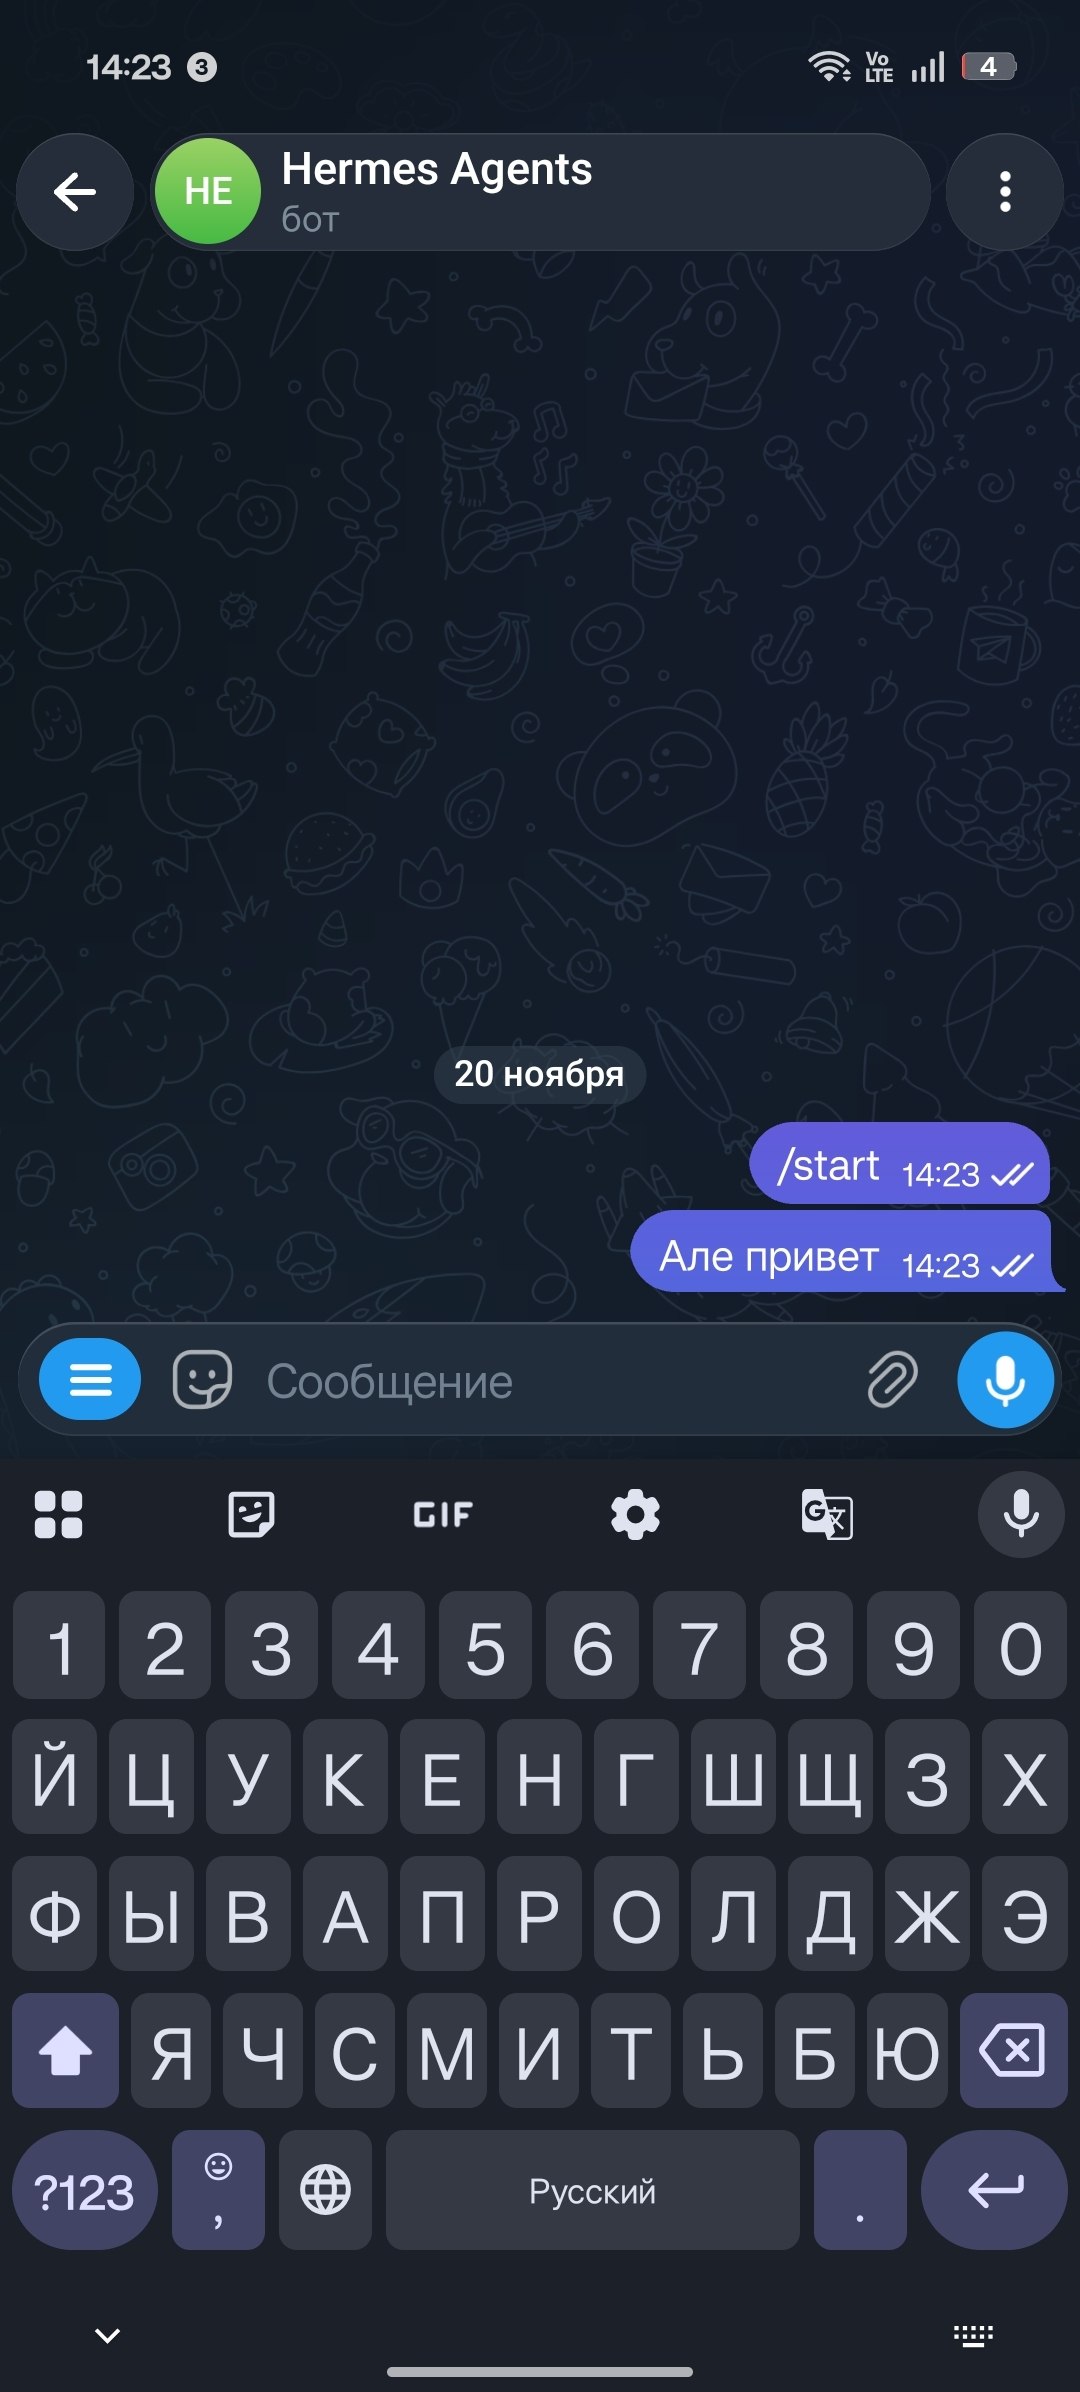 14:23 3 Vo LTE 4
HE Hermes Agents
бот
20 ноября
/start 14:23
Але привет 14:23
Сообщение
GIF G
1 2 3 4 5 6 7 8 9 0
Й Ц У К Е Н Г Ш Щ З Х
Ф Ы В А П Р О Л Д Ж Э
Я Ч С М И Т Ь Б Ю
?123 , Русский .